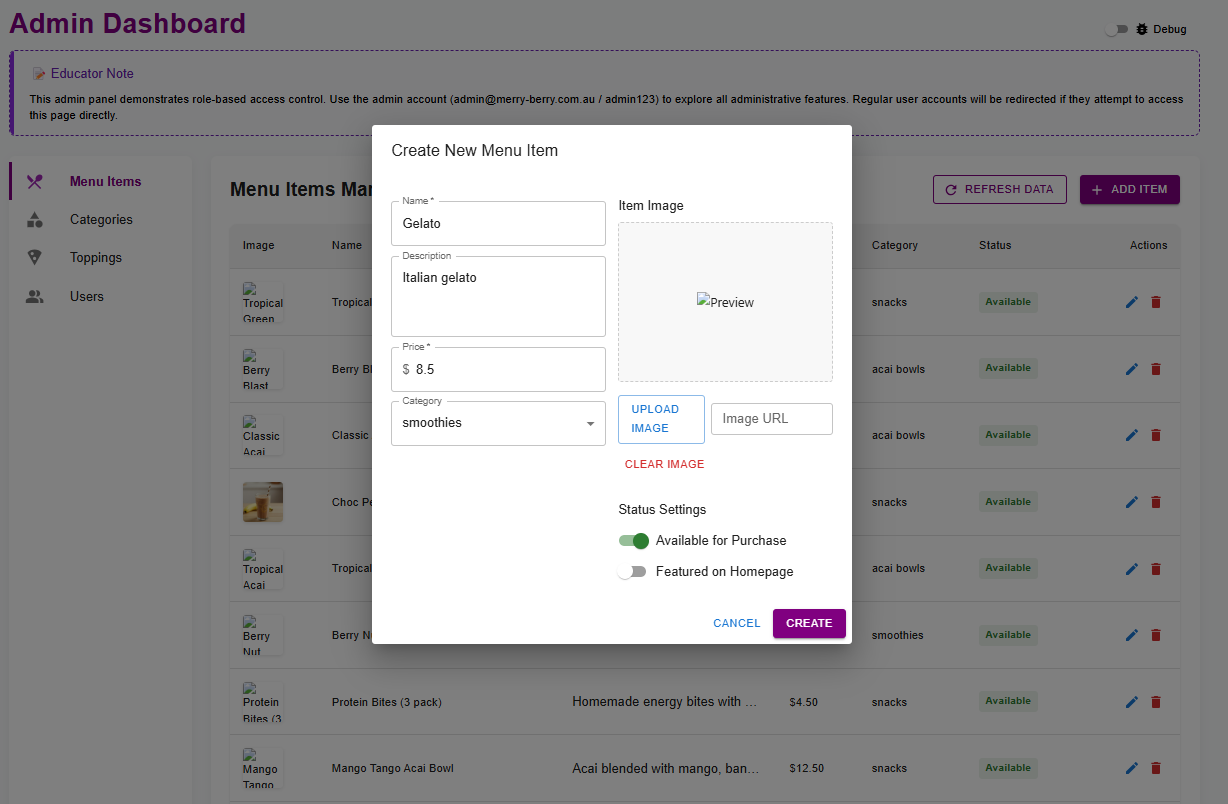 Admin Dashboard
Debug
Educator Note
This admin panel demonstrates role-based access control. Use the admin account (admin@merry-berry.com.au / admin123) to explore all administrative features. Regular user accounts will be redirected if they attempt to access
this page directly.
Menu Items
Categories
Toppings
Users
Menu Items Mar
REFRESH DATA
ADD ITEM
Image
Name
Category
Status
Actions
Tropical
Green
Tropical
snacks
Available
Berry
Blast
Berry Bl
acai bowls
Available
Classic
Acai
Classic
acai bowls
Available
Choc Pe
snacks
Available
Tropical
Acai
Tropical
acai bowls
Available
Berry
Nut
Berry Nu
smoothies
Available
Protein
Bites (3
Protein Bites (3 pack)
Homemade energy bites with ...
$4.50
snacks
Available
Mango
Tango
Mango Tango Acai Bowl
Acai blended with mango, ban...
$12.50
snacks
Available
Create New Menu Item
Name *
Gelato
Description
Italian gelato
Price *
$ 8.5
Category
smoothies
Item Image
Preview
UPLOAD
IMAGE
Image URL
CLEAR IMAGE
Status Settings
Available for Purchase
Featured on Homepage
CANCEL
CREATE